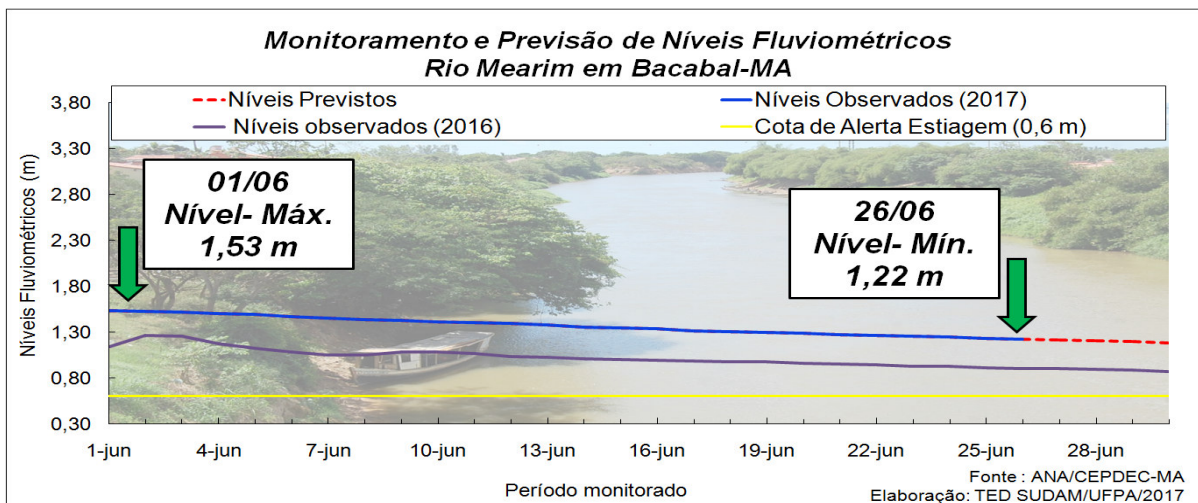 Monitoramento e Previsão de Níveis Fluviométricos
Rio Mearim em Bacabal-MA
Níveis Previstos
Níveis Observados (2017)
Níveis observados (2016)
Cota de Alerta Estiagem (0,6 m)
Níveis Fluviométricos (m)
3,80
3,30
2,80
2,30
1,80
1,30
0,80
0,30
01/06
Nível- Máx.
1,53 m
26/06
Nível- Mín.
1,22 m
1-jun
4-jun
7-jun
10-jun
13-jun
16-jun
19-jun
22-jun
25-jun
28-jun
Período monitorado
Fonte : ANA/CEPDEC-MA
Elaboração: TED SUDAM/UFPA/2017